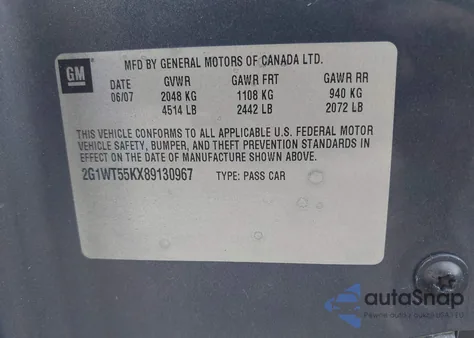 GM
MFD BY GENERAL MOTORS OF CANADA LTD.
DATE GVWR GAWR FRT GAWR RR
06/07 2048 KG 1108 KG 940 KG
4514 LB 2442 LB 2072 LB
THIS VEHICLE CONFORMS TO ALL APPLICABLE U.S. FEDERAL MOTOR
VEHICLE SAFETY, BUMPER, AND THEFT PREVENTION STANDARDS IN
EFFECT ON THE DATE OF MANUFACTURE SHOWN ABOVE.
2G1WT55KX89130967 TYPE: PASS CAR
autoSnap